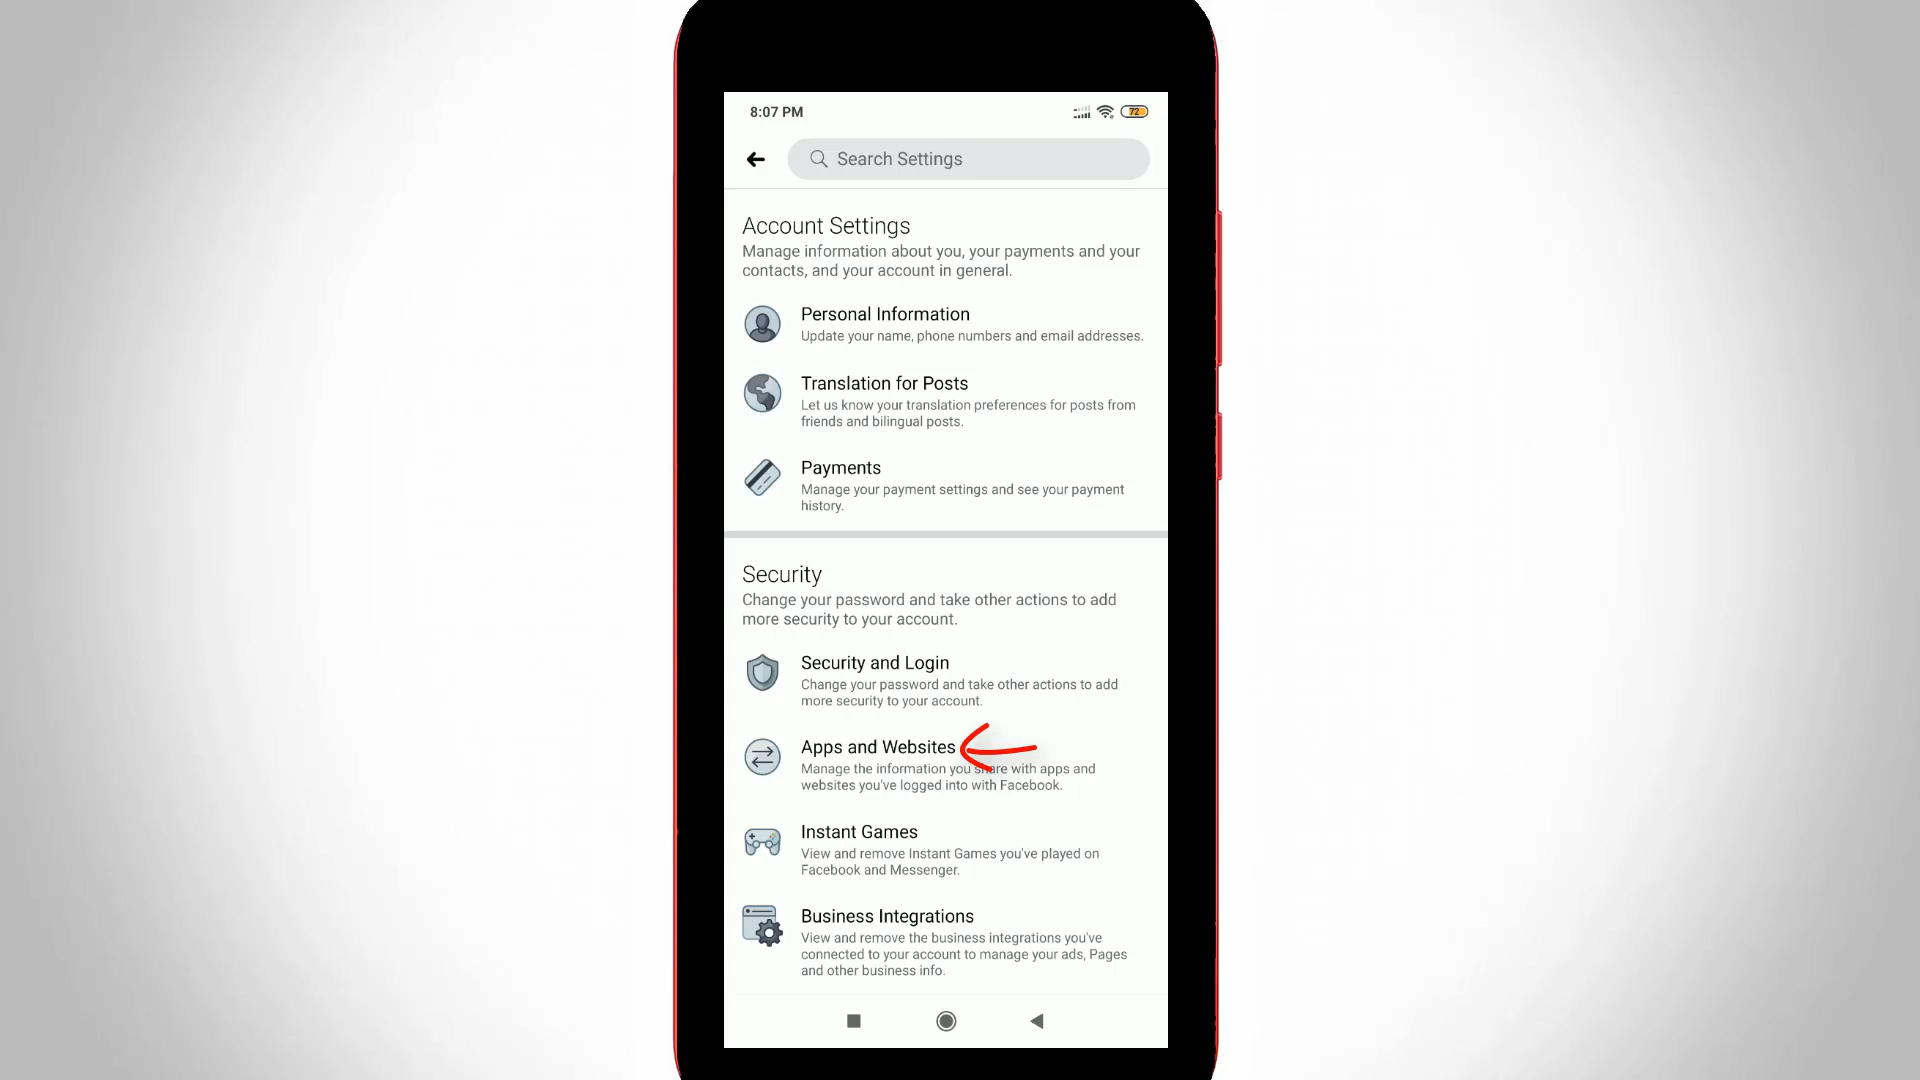 8:07 PM
72
Search Settings
Account Settings
Manage information about you, your payments and your
contacts, and your account in general.
Personal Information
Update your name, phone numbers and email addresses.
Translation for Posts
Let us know your translation preferences for posts from
friends and bilingual posts.
Payments
Manage your payment settings and see your payment
history.
Security
Change your password and take other actions to add
more security to your account.
Security and Login
Change your password and take other actions to add
more security to your account.
Apps and Websites
Manage the information you share with apps and
websites you've logged into with Facebook.
Instant Games
View and remove Instant Games you've played on
Facebook and Messenger.
Business Integrations
View and remove the business integrations you've
connected to your account to manage your ads, Pages
and other business info.